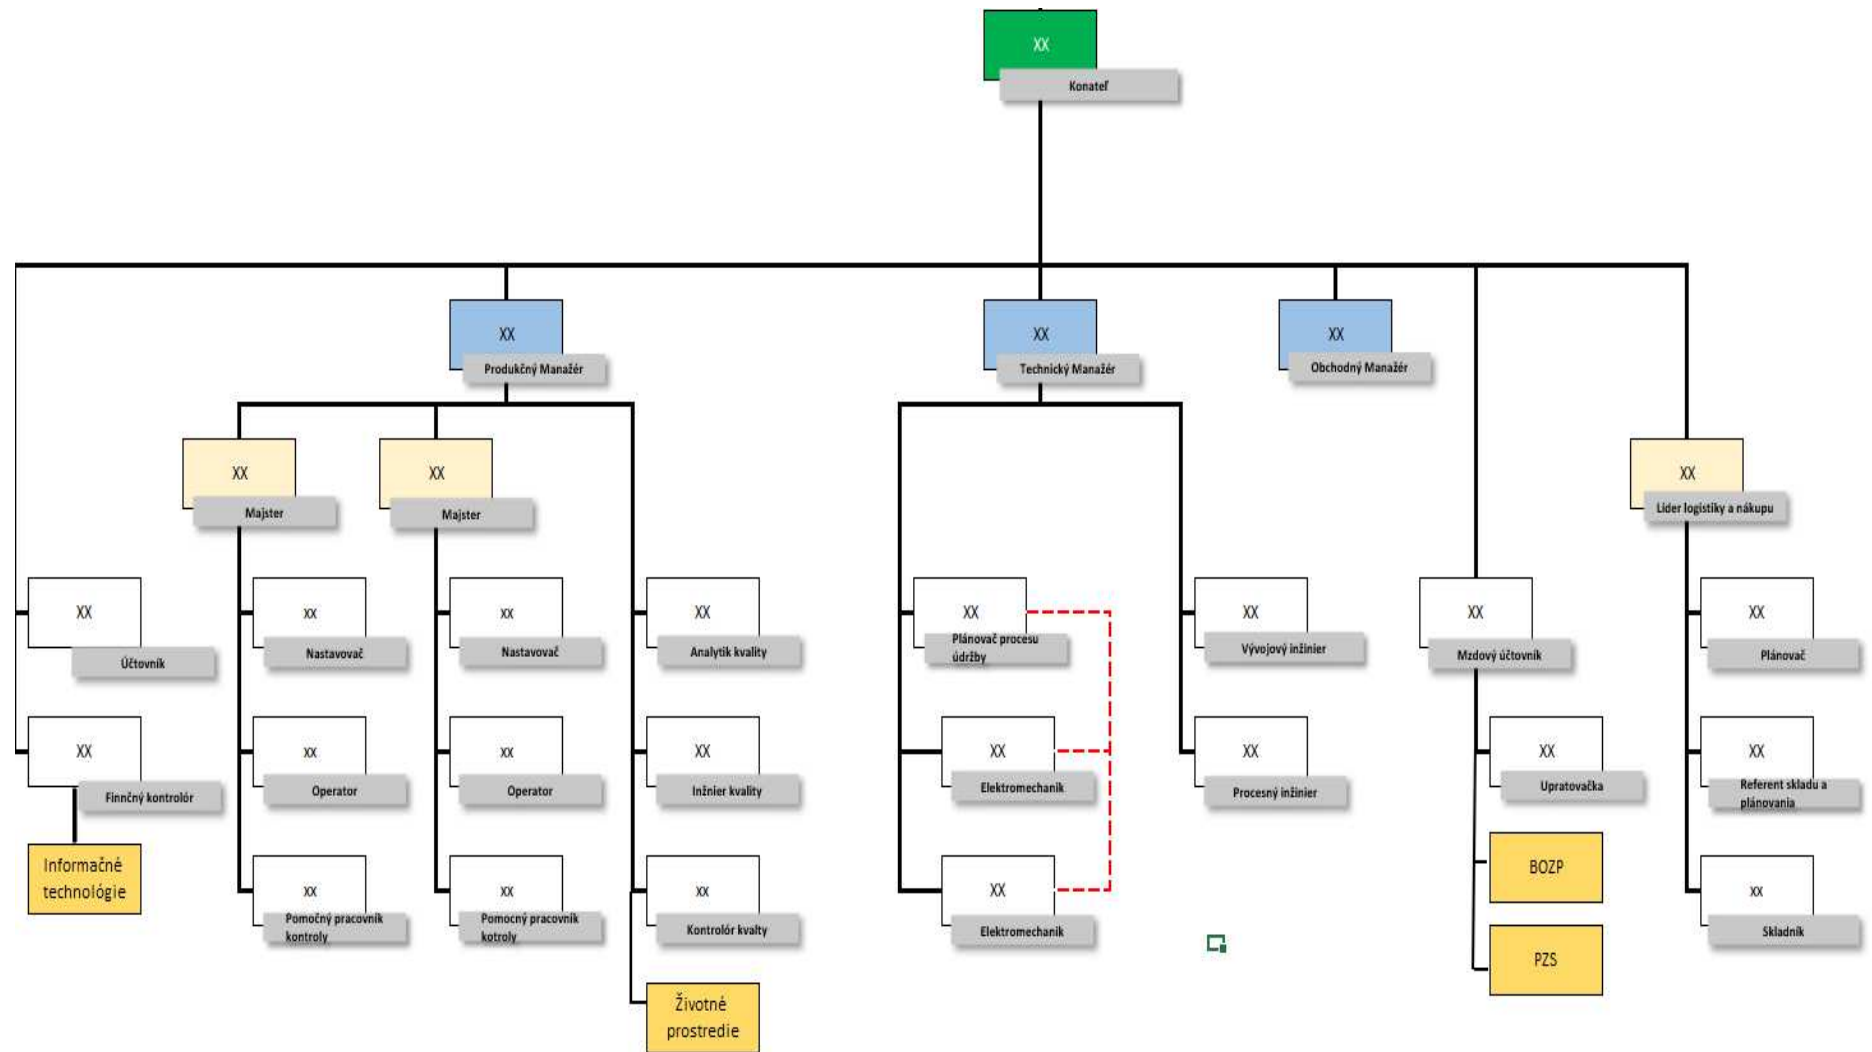 XX
Konateľ
XX
Produkčný Manažér
XX
Technický Manažér
XX
Obchodný Manažér
XX
Majster
XX
Majster
XX
Líder logistiky a nákupu
XX
Účtovník
xx
Nastavovač
xx
Nastavovač
XX
Analytik kvality
XX
Plánovač procesu
údržby
XX
Vývojový inžinier
XX
Mzdový účtovník
XX
Plánovač
XX
Finnčný kontrolór
xx
Operator
xx
Operator
XX
Inžnier kvality
XX
Elektromechanik
XX
Procesný inžinier
XX
Upratovačka
XX
Referent skladu a
plánovania
Informačné
technológie
xx
Pomočný pracovník
kontroly
xx
Pomocný pracovník
kotroly
xx
Kontrolór kvalty
XX
Elektromechanik
BOZP
xx
Skladník
PZS
Životné
prostredie